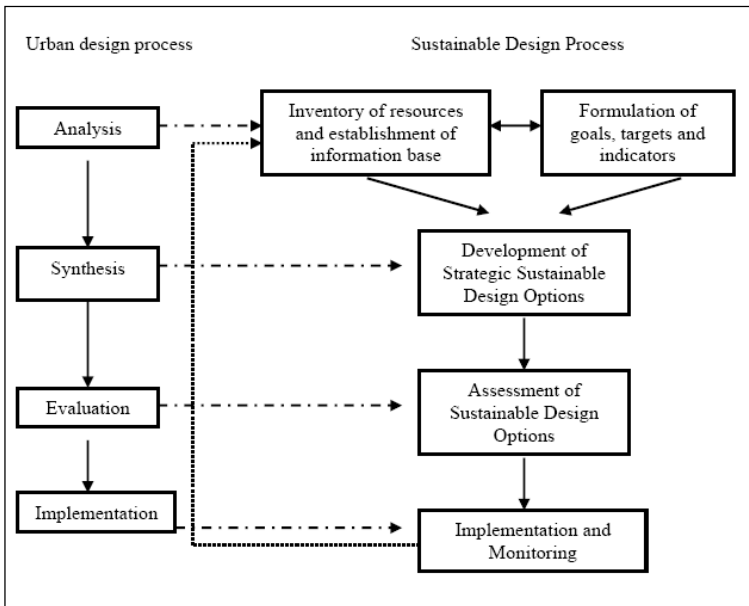 Urban design process
Sustainable Design Process
Analysis
Inventory of resources
and establishment of
information base
Formulation of
goals, targets and
indicators
Synthesis
Development of
Strategic Sustainable
Design Options
Evaluation
Assessment of
Sustainable Design
Options
Implementation
Implementation and
Monitoring